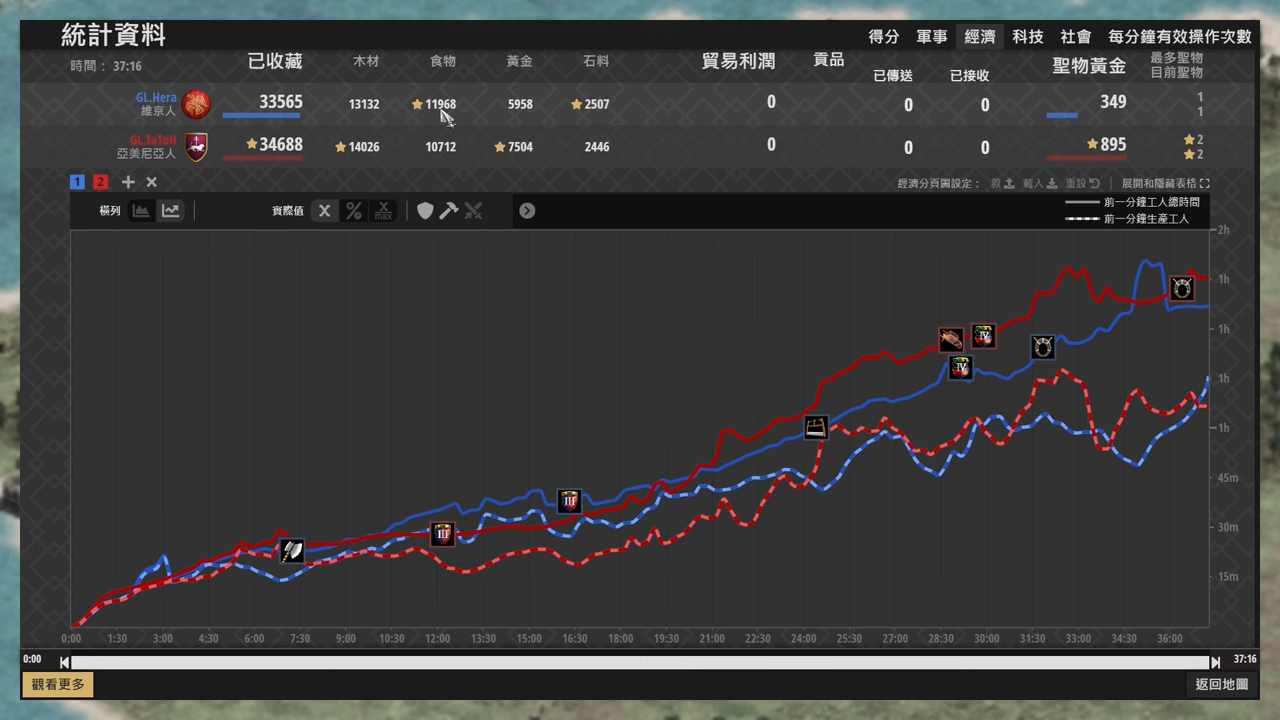 統計資料
得分 軍事 經濟 科技 社會 每分鐘有效操作次數
時間：37:16
已收藏 木材 食物 黃金 石料 貿易利潤 貢品 已傳送 已接收 聖物黃金 最多聖物
目前聖物
GL.Hera
維京人
33565 13132 11968 5958 2507 0 0 0 349 1
1
GL.TaToH
亞美尼亞人
34688 14026 10712 7504 2446 0 0 0 895 2
2
1 2 經濟分頁圖設定： 載入 重設 展開和隱藏表格
橫列 實際值 X % X max
前一分鐘工人總時間
前一分鐘生產工人
2h
1h
1h
1h
1h
45m
30m
15m
III
III
IV
IV
0:00 1:30 3:00 4:30 6:00 7:30 9:00 10:30 12:00 13:30 15:00 16:30 18:00 19:30 21:00 22:30 24:00 25:30 27:00 28:30 30:00 31:30 33:00 34:30 36:00
0:00 37:16
觀看更多 返回地圖